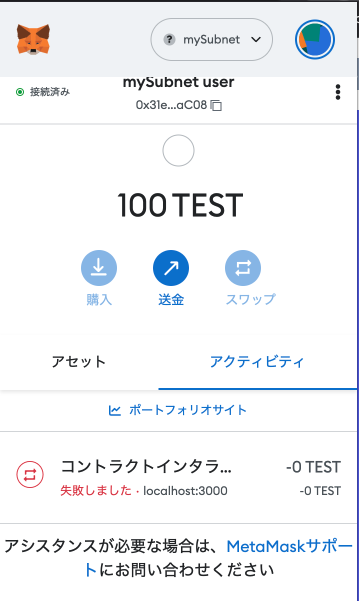 ? mySubnet
接続済み
mySubnet user
0x31e...aC08
100 TEST
購入 送金 スワップ
アセット アクティビティ
ポートフォリオサイト
コントラクトインタラ... -0 TEST
失敗しました · localhost:3000 -0 TEST
アシスタンスが必要な場合は、MetaMaskサポー
トにお問い合わせください